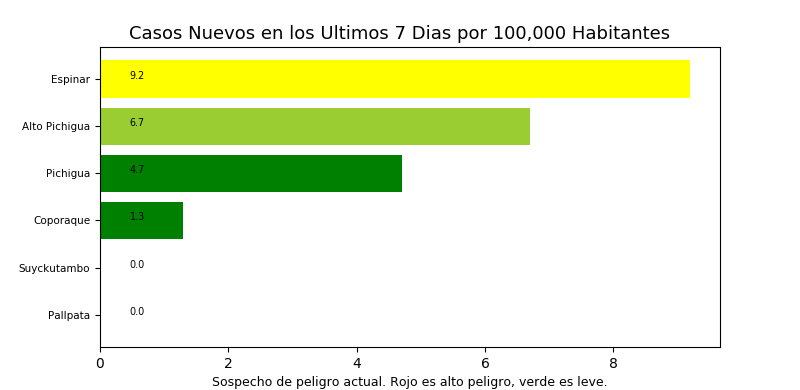 Casos Nuevos en los Ultimos 7 Dias por 100,000 Habitantes
Espinar 9.2
Alto Pichigua 6.7
Pichigua 4.7
Coporaque 1.3
Suyckutambo 0.0
Pallpata 0.0
0 2 4 6 8
Sospecho de peligro actual. Rojo es alto peligro, verde es leve.